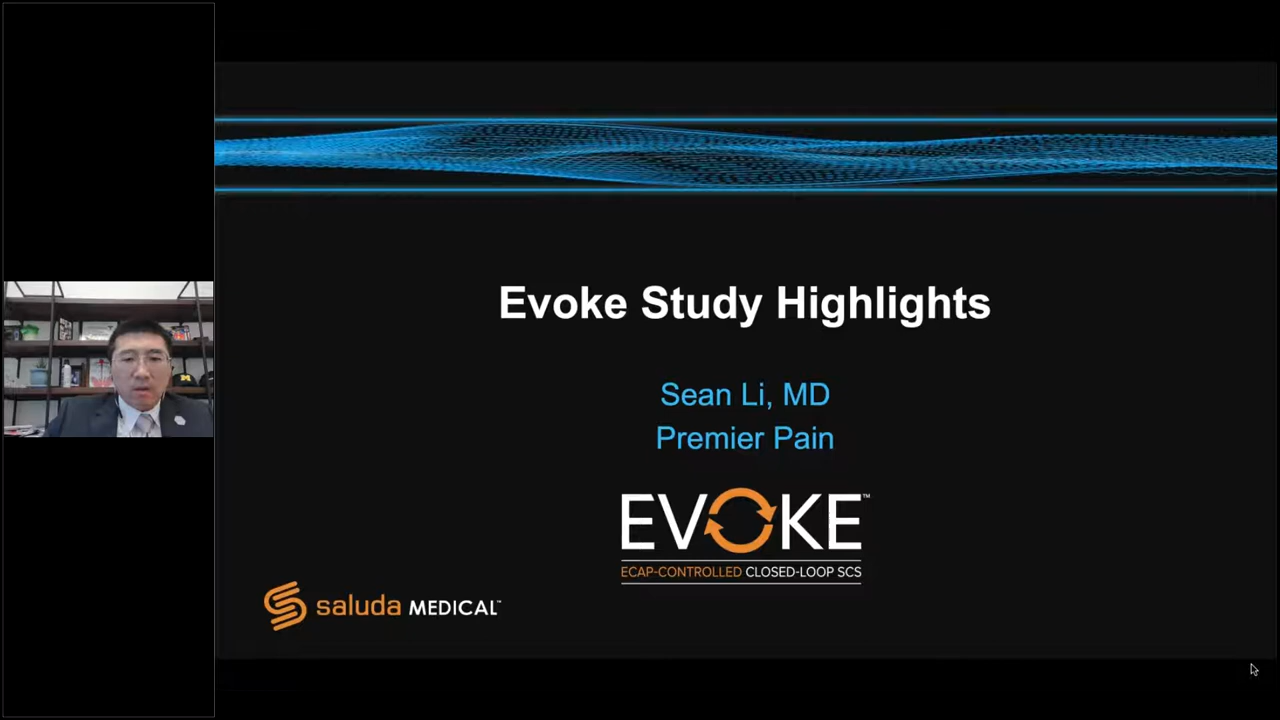 Evoke Study Highlights
Sean Li, MD
Premier Pain
EVOKE™
ECAP-CONTROLLED CLOSED-LOOP SCS
saluda MEDICAL™
M